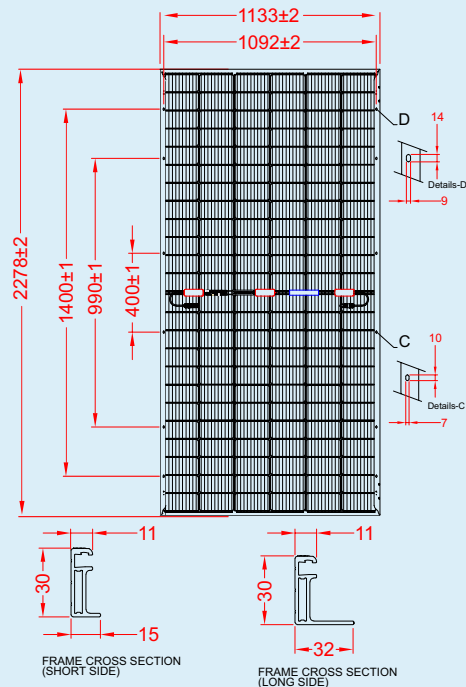 1133±2
1092±2
D
14
Details-D
9
2278±2
1400±1
990±1
400±1
C
10
Details-C
7
11
30
15
FRAME CROSS SECTION
(SHORT SIDE)
11
30
32
FRAME CROSS SECTION
(LONG SIDE)